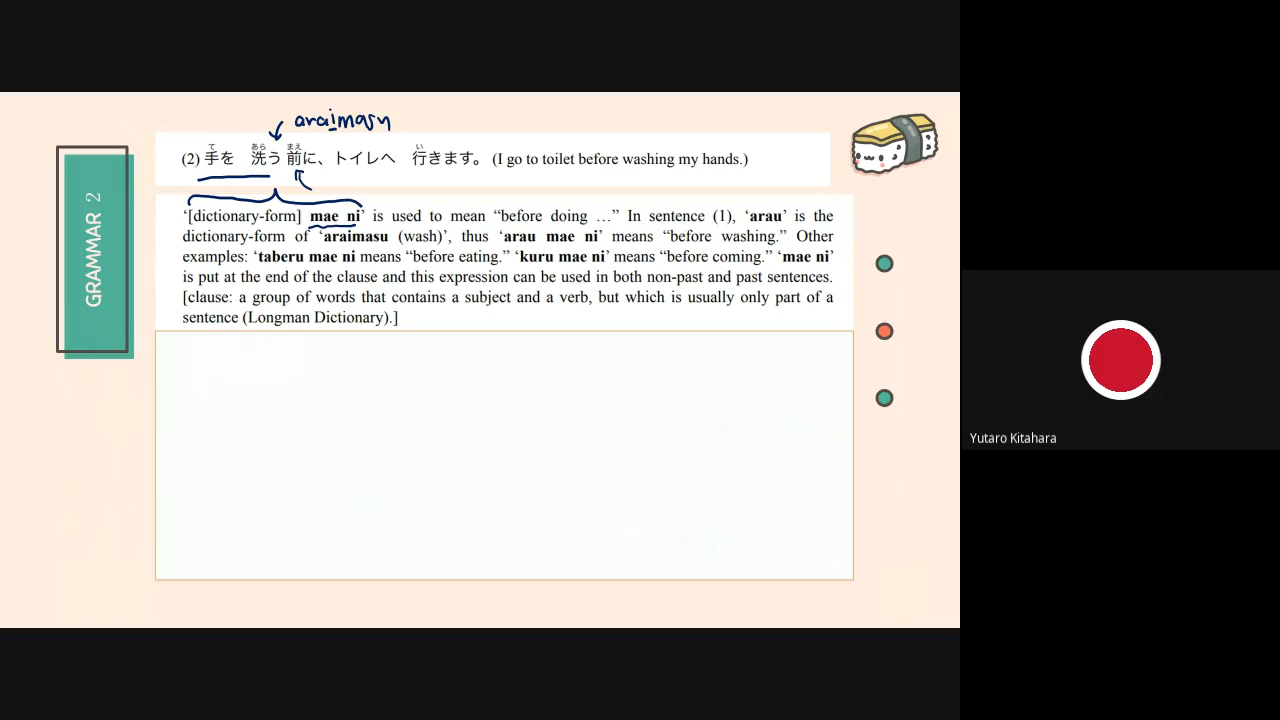 araimasu
(2) 手を 洗う 前に、トイレへ 行きます。 (I go to toilet before washing my hands.)
て あら まえ い
‘[dictionary-form] mae ni’ is used to mean “before doing …” In sentence (1), ‘arau’ is the
dictionary-form of ‘araimasu (wash)’, thus ‘arau mae ni’ means “before washing.” Other
examples: ‘taberu mae ni means “before eating.” ‘kuru mae ni’ means “before coming.” ‘mae ni’
is put at the end of the clause and this expression can be used in both non-past and past sentences.
[clause: a group of words that contains a subject and a verb, but which is usually only part of a
sentence (Longman Dictionary).]
GRAMMAR 2
Yutaro Kitahara